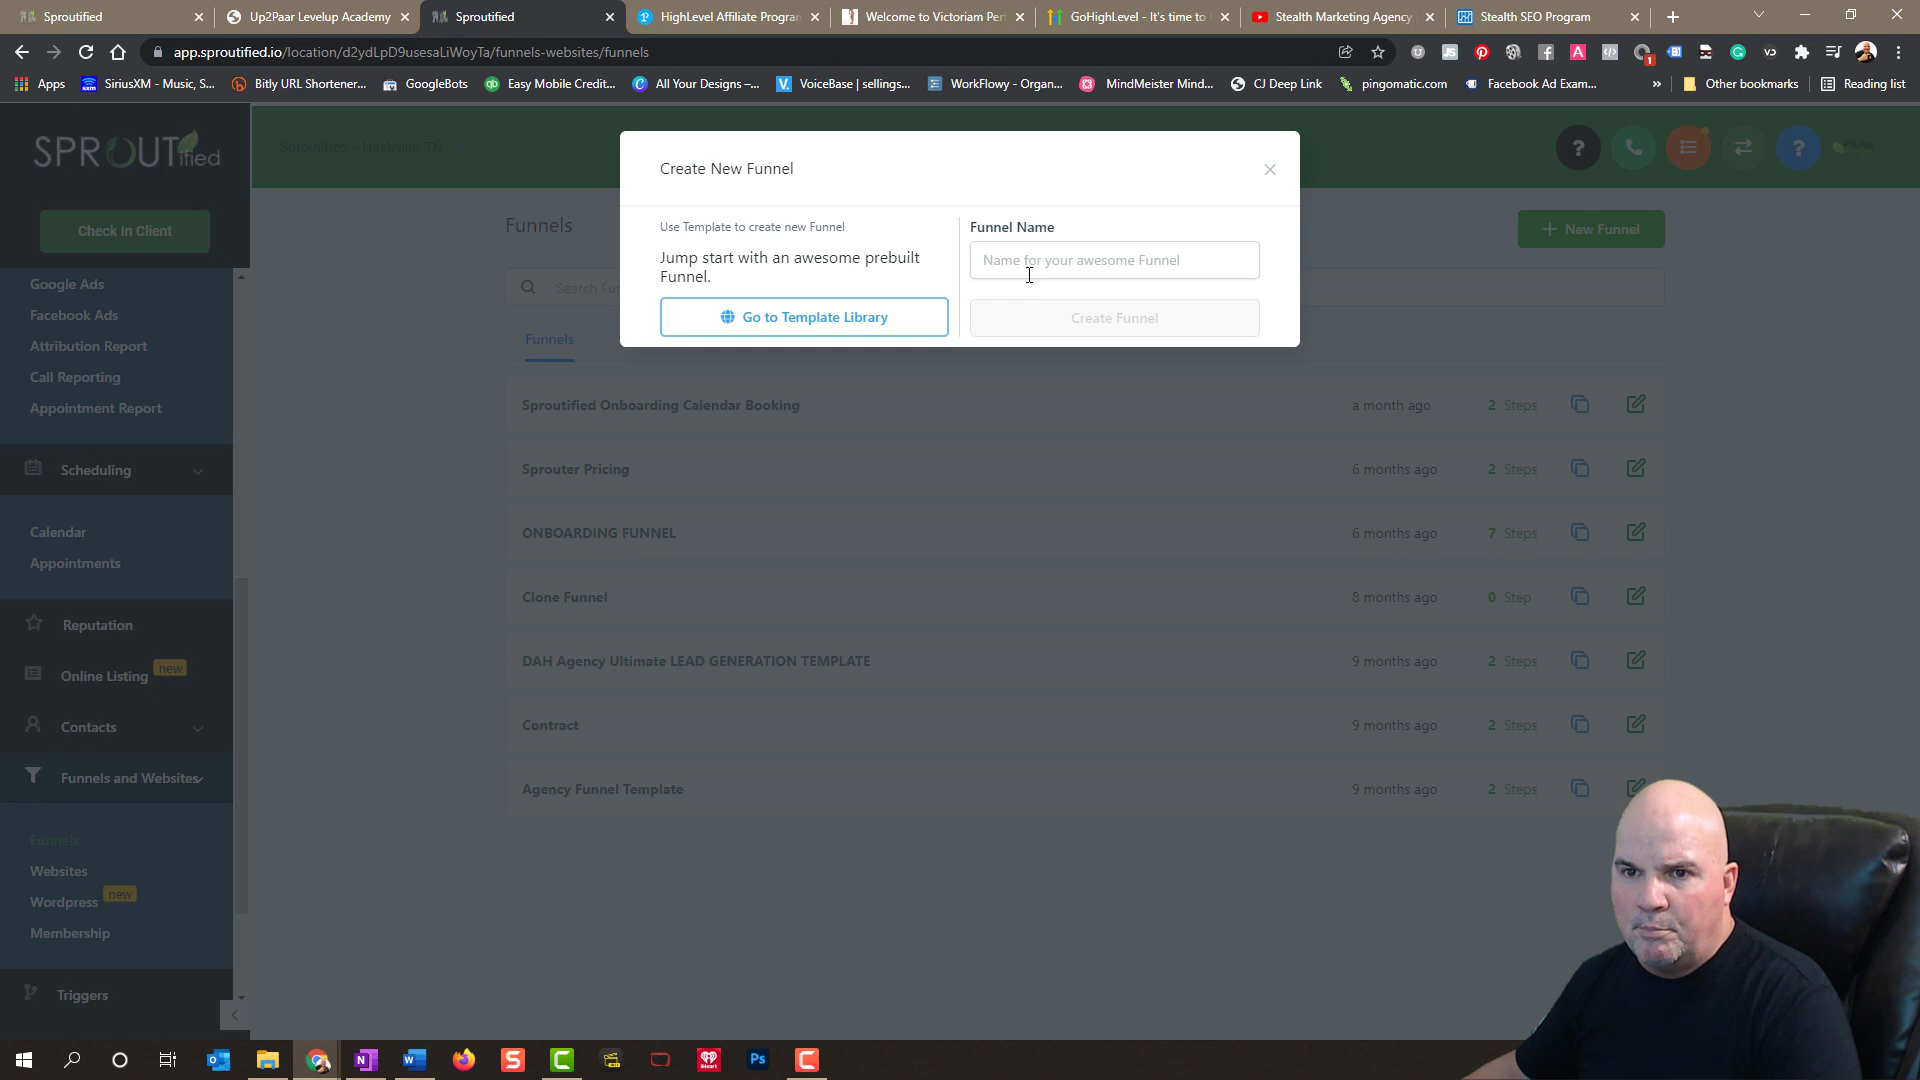 Sproutified
Up2Paar Levelup Academy
Sproutified
HighLevel Affiliate Program
Welcome to Victoriam Per
GoHighLevel - It's time to
Stealth Marketing Agency
Stealth SEO Program
app.sproutified.io/location/d2ydLpD9usesaLiWoyTa/funnels-websites/funnels
1
Apps
SiriusXM - Music, S...
Bitly URL Shortener...
GoogleBots
Easy Mobile Credit...
All Your Designs –...
VoiceBase | sellings...
WorkFlowy - Organ...
MindMeister Mind...
CJ Deep Link
pingomatic.com
Facebook Ad Exam...
»
Other bookmarks
Reading list
SPROUTified
Sproutified – Nashville, TN
Check In Client
Google Ads
Facebook Ads
Attribution Report
Call Reporting
Appointment Report
Scheduling
Calendar
Appointments
Reputation
Online Listing new
Contacts
Funnels and Websites
Funnels
Websites
Wordpress new
Membership
Triggers
Create New Funnel
Use Template to create new Funnel
Jump start with an awesome prebuilt
Funnel.
Go to Template Library
Funnel Name
Name for your awesome Funnel
Create Funnel
Funnels
+ New Funnel
Search Fu
Funnels
Sproutified Onboarding Calendar Booking a month ago 2 Steps
Sprouter Pricing 6 months ago 2 Steps
ONBOARDING FUNNEL 6 months ago 7 Steps
Clone Funnel 8 months ago 0 Step
DAH Agency Ultimate LEAD GENERATION TEMPLATE 9 months ago 2 Steps
Contract 9 months ago 2 Steps
Agency Funnel Template 9 months ago 2 Steps